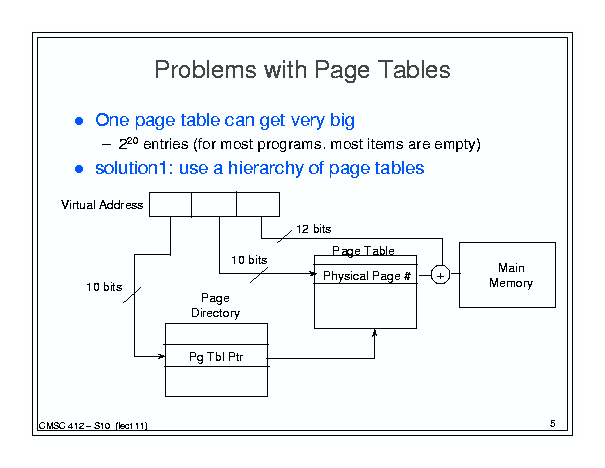 Problems with Page Tables
● One page table can get very big
– 2²⁰ entries (for most programs. most items are empty)
● solution1: use a hierarchy of page tables
Virtual Address
12 bits
10 bits
Page Table
Physical Page #
+
Main
Memory
10 bits
Page
Directory
Pg Tbl Ptr
CMSC 412 – S10 (lect 11)
5